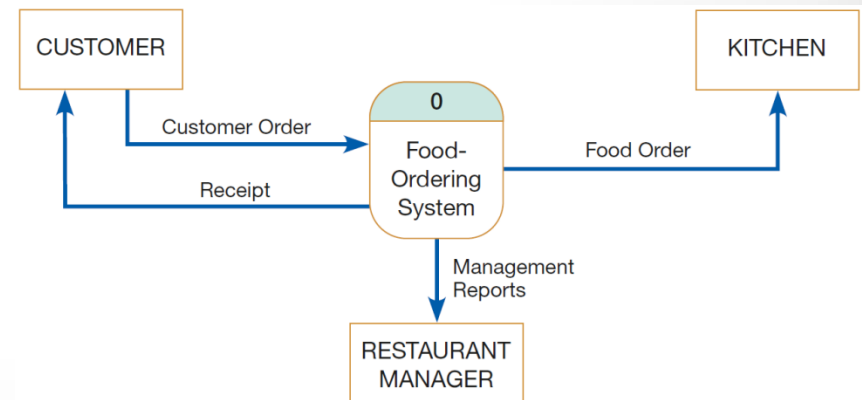 CUSTOMER
KITCHEN
0
Customer Order
Food-
Ordering
System
Food Order
Receipt
Management
Reports
RESTAURANT
MANAGER